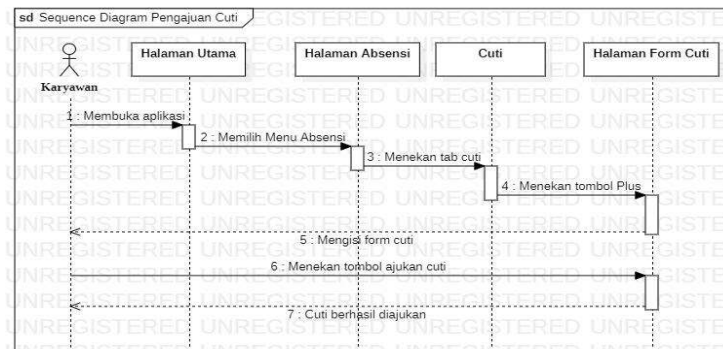 sd Sequence Diagram Pengajuan Cuti
Halaman Utama
Halaman Absensi
Cuti
Halaman Form Cuti
Karyawan
1 : Membuka aplikasi
2 : Memilih Menu Absensi
3 : Menekan tab cuti
4 : Menekan tombol Plus
5 : Mengisi form cuti
6 : Menekan tombol ajukan cuti
7 : Cuti berhasil diajukan
UNREGISTERED